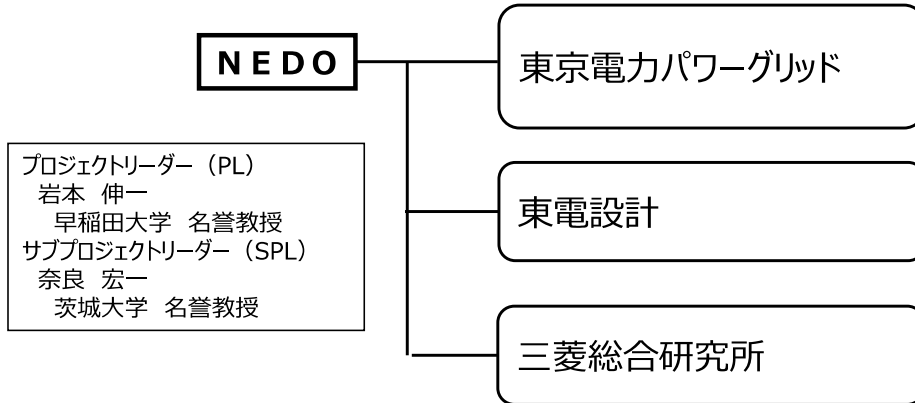 NEDO
東京電力パワーグリッド
プロジェクトリーダー（PL）
岩本 伸一
早稲田大学 名誉教授
サブプロジェクトリーダー（SPL）
奈良 宏一
茨城大学 名誉教授
東電設計
三菱総合研究所